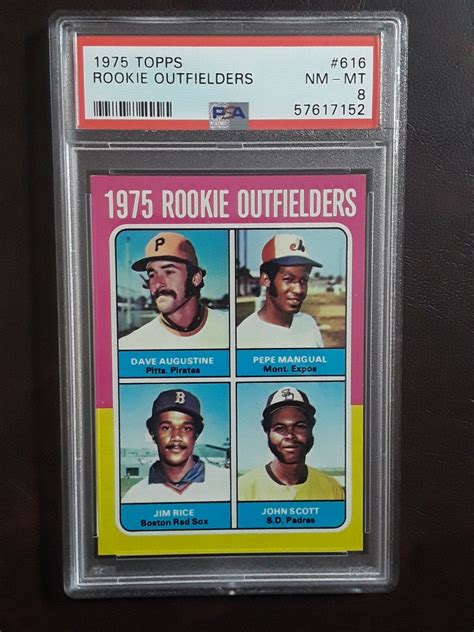 1975 TOPPS #616
ROOKIE OUTFIELDERS NM - MT
8
PSA 57617152
1975 ROOKIE OUTFIELDERS
P
DAVE AUGUSTINE PEPE MANGUAL
Pitts. Pirates Mont. Expos
B SD
JIM RICE JOHN SCOTT
Boston Red Sox S.D. Padres